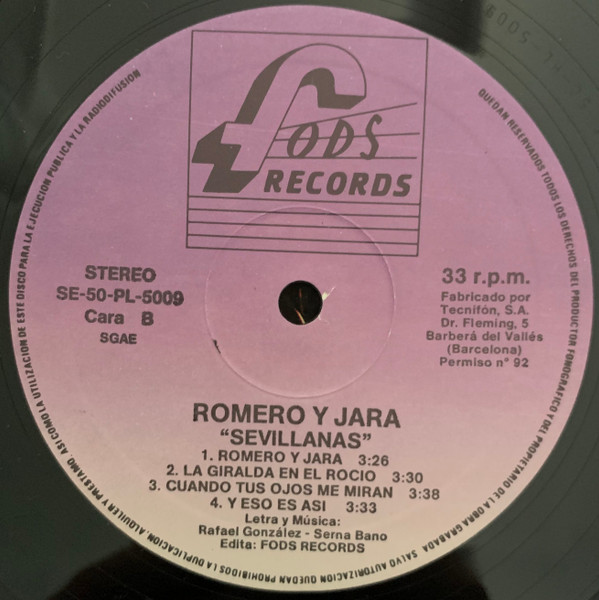 FODS
RECORDS
STEREO
SE-50-PL-5009
Cara B
SGAE
33 r.p.m.
Fabricado por
Tecnifón, S.A.
Dr. Fleming, 5
Barberá del Vallés
(Barcelona)
Permiso n° 92
ROMERO Y JARA
“SEVILLANAS”
1. ROMERO Y JARA 3:26
2. LA GIRALDA EN EL ROCIO 3:30
3. CUANDO TUS OJOS ME MIRAN 3:38
4. Y ESO ES ASI 3:33
Letra y Música:
Rafael González - Serna Bano
Edita: FODS RECORDS
QUEDAN RESERVADOS TODOS LOS DERECHOS DEL PRODUCTOR FONOGRAFICO Y DEL PROPIETARIO DE LA OBRA GRABADA. SALVO AUTORIZACION QUEDAN PROHIBIDOS LA DUPLICACION, ALQUILER Y PRESTAMO, ASI COMO LA UTILIZACION DE ESTE DISCO PARA LA EJECUCION PUBLICA Y LA RADIODIFUSION